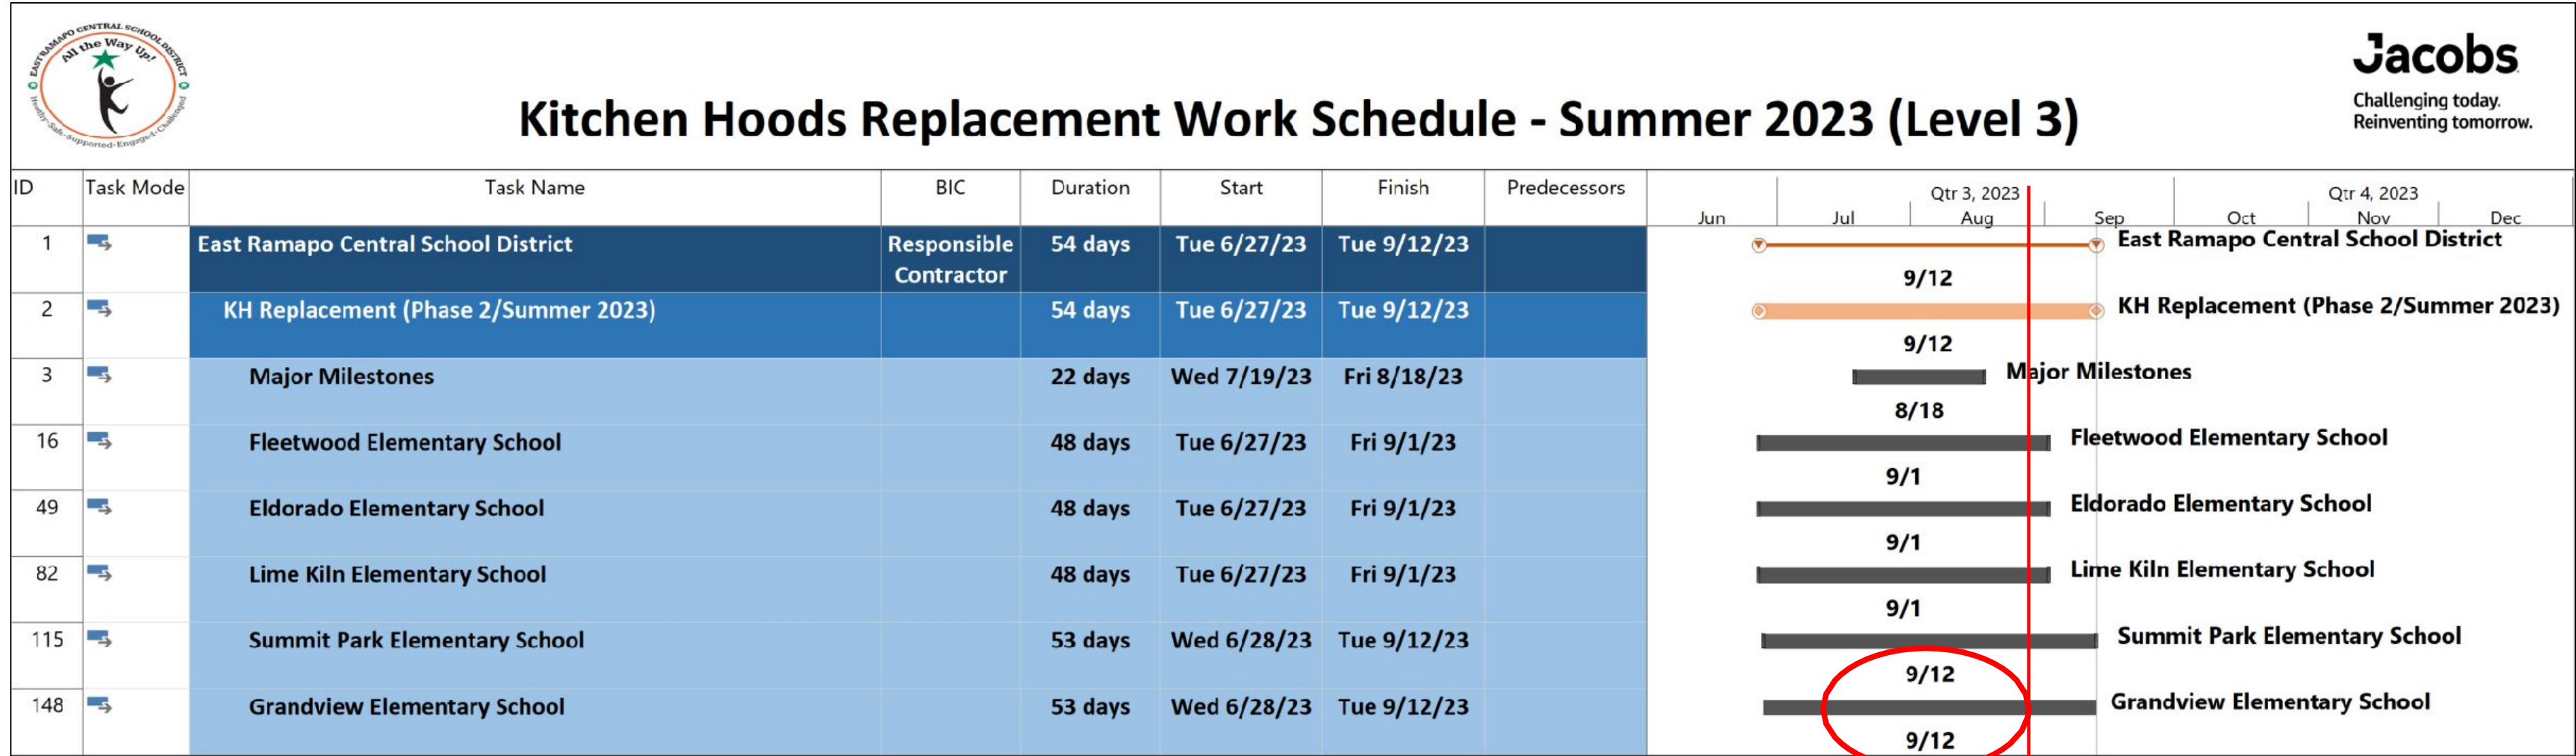 EAST RAMAPO CENTRAL SCHOOL DISTRICT
All the Way Up!
Healthy-Safe-Supported-Engaged-Challenged
Jacobs
Challenging today.
Reinventing tomorrow.
Kitchen Hoods Replacement Work Schedule - Summer 2023 (Level 3)
ID Task Mode Task Name BIC Duration Start Finish Predecessors
Qtr 3, 2023 Qtr 4, 2023
Jun Jul Aug Sep Oct Nov Dec
1 East Ramapo Central School District Responsible Contractor 54 days Tue 6/27/23 Tue 9/12/23 East Ramapo Central School District
9/12
2 KH Replacement (Phase 2/Summer 2023) 54 days Tue 6/27/23 Tue 9/12/23 KH Replacement (Phase 2/Summer 2023)
9/12
3 Major Milestones 22 days Wed 7/19/23 Fri 8/18/23 Major Milestones
8/18
16 Fleetwood Elementary School 48 days Tue 6/27/23 Fri 9/1/23 Fleetwood Elementary School
9/1
49 Eldorado Elementary School 48 days Tue 6/27/23 Fri 9/1/23 Eldorado Elementary School
9/1
82 Lime Kiln Elementary School 48 days Tue 6/27/23 Fri 9/1/23 Lime Kiln Elementary School
9/1
115 Summit Park Elementary School 53 days Wed 6/28/23 Tue 9/12/23 Summit Park Elementary School
9/12
148 Grandview Elementary School 53 days Wed 6/28/23 Tue 9/12/23 Grandview Elementary School
9/12